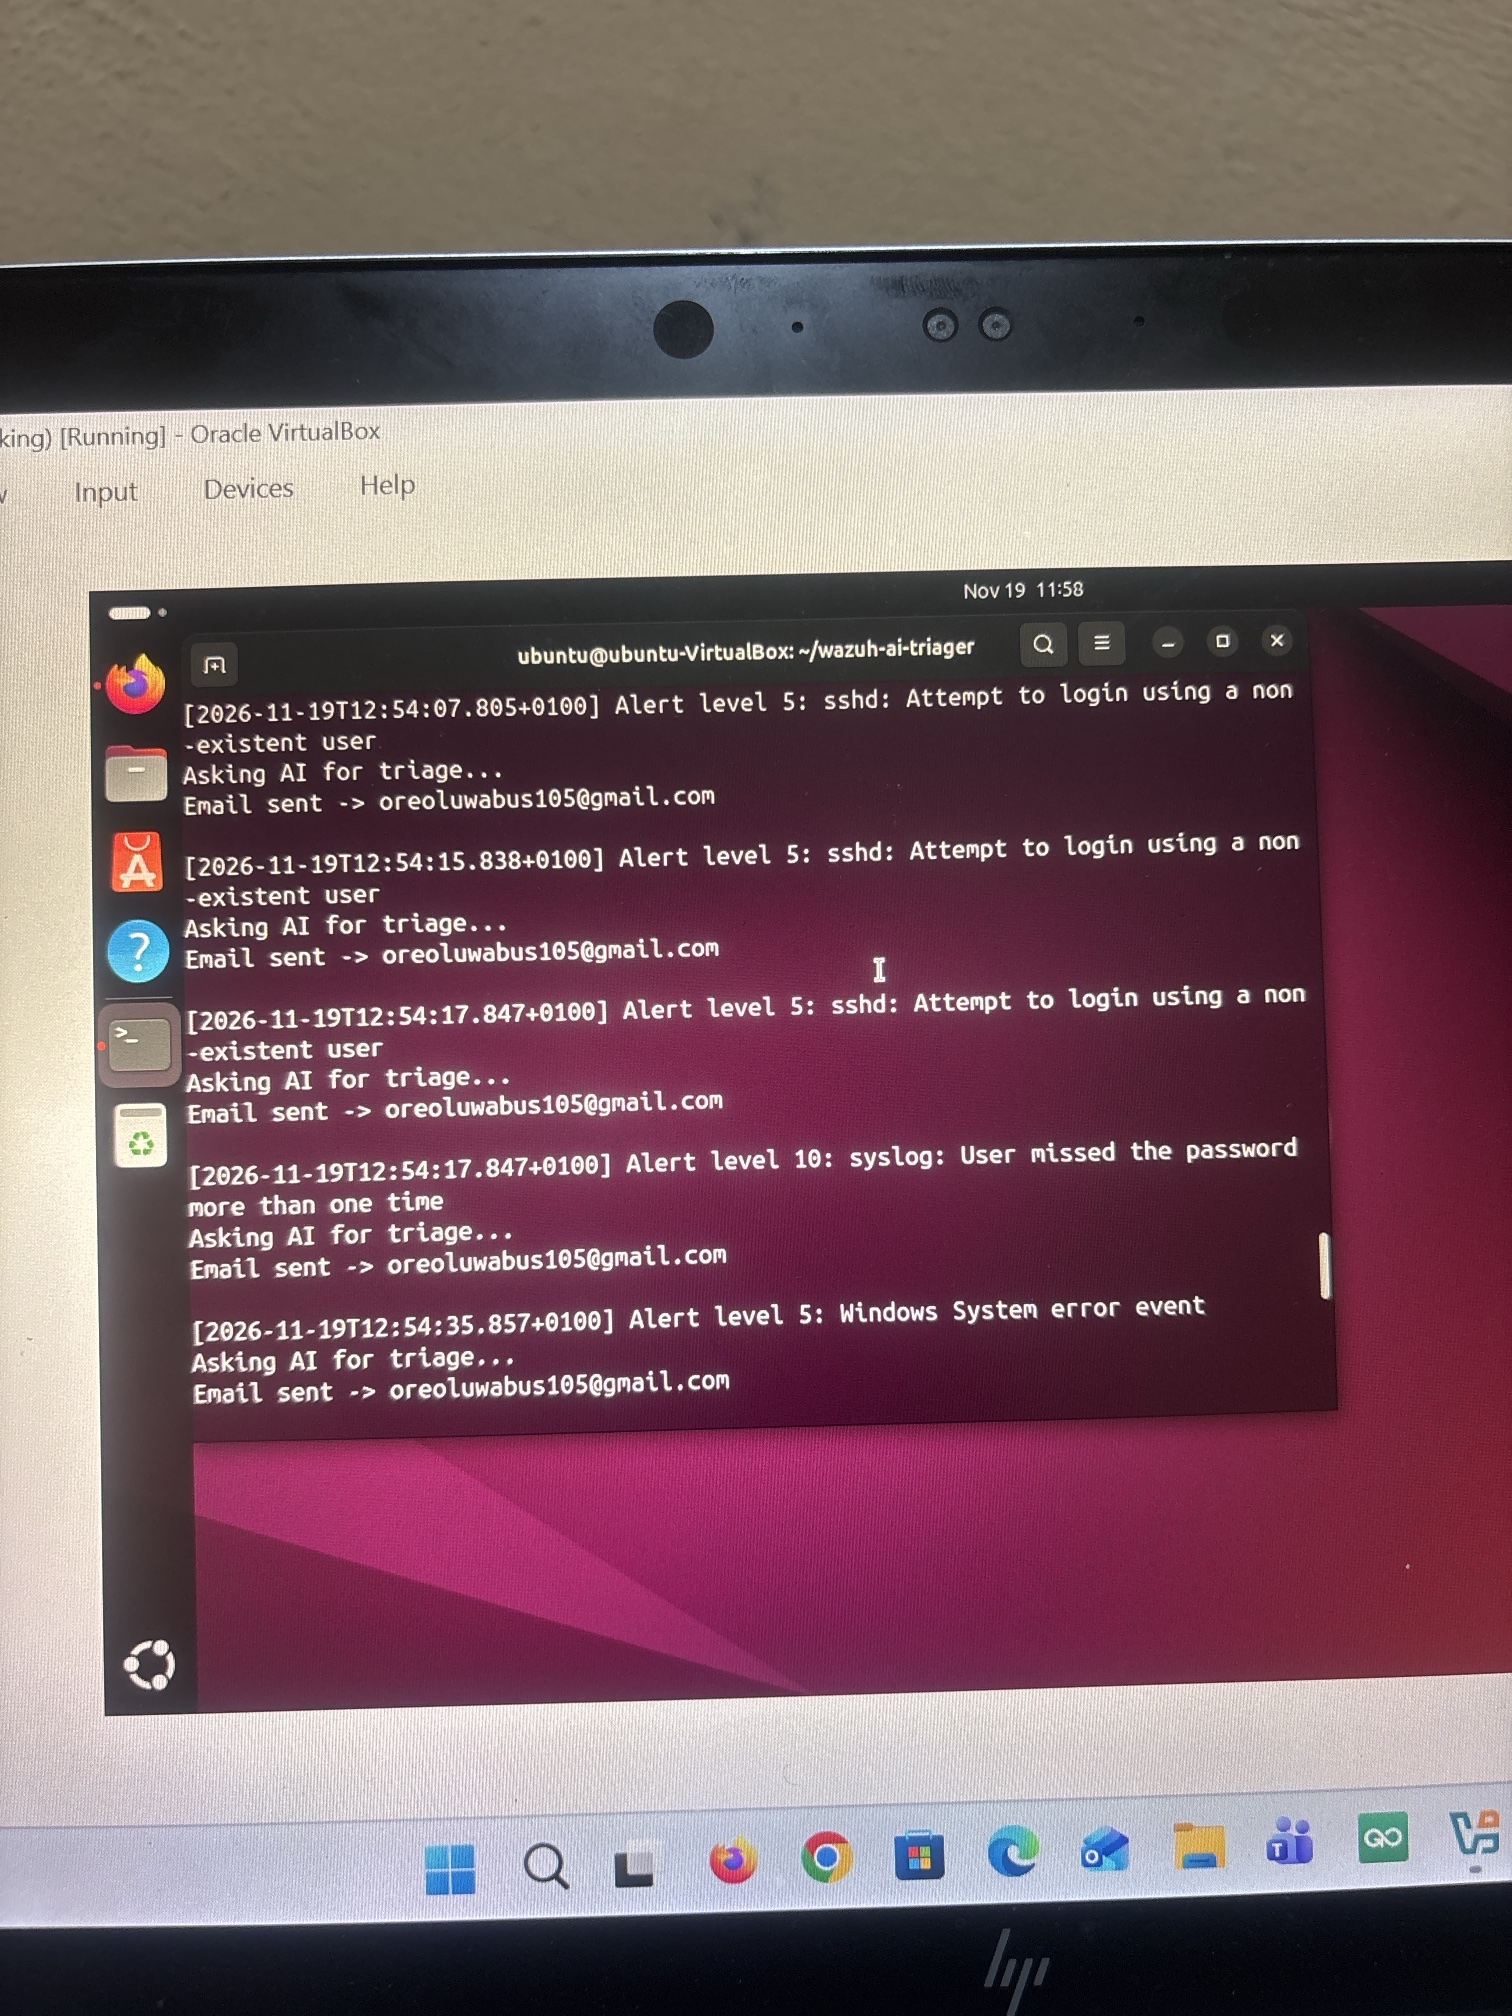 king) [Running] - Oracle VirtualBox
Input Devices Help
Nov 19 11:58
ubuntu@ubuntu-VirtualBox: ~/wazuh-ai-triager
[2026-11-19T12:54:07.805+0100] Alert level 5: sshd: Attempt to login using a non
-existent user
Asking AI for triage...
Email sent -> oreoluwabus105@gmail.com
[2026-11-19T12:54:15.838+0100] Alert level 5: sshd: Attempt to login using a non
-existent user
Asking AI for triage...
Email sent -> oreoluwabus105@gmail.com
[2026-11-19T12:54:17.847+0100] Alert level 5: sshd: Attempt to login using a non
-existent user
Asking AI for triage...
Email sent -> oreoluwabus105@gmail.com
[2026-11-19T12:54:17.847+0100] Alert level 10: syslog: User missed the password
more than one time
Asking AI for triage...
Email sent -> oreoluwabus105@gmail.com
[2026-11-19T12:54:35.857+0100] Alert level 5: Windows System error event
Asking AI for triage...
Email sent -> oreoluwabus105@gmail.com
hp